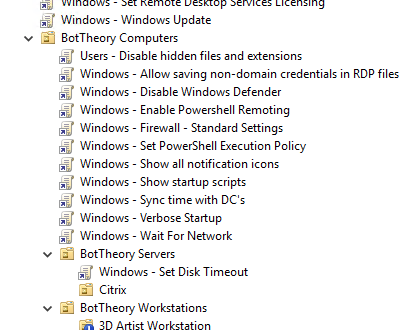 Windows - Set Remote Desktop Services Licensing
Windows - Windows Update
BotTheory Computers
Users - Disable hidden files and extensions
Windows - Allow saving non-domain credentials in RDP files
Windows - Disable Windows Defender
Windows - Enable Powershell Remoting
Windows - Firewall - Standard Settings
Windows - Set PowerShell Execution Policy
Windows - Show all notification icons
Windows - Show startup scripts
Windows - Sync time with DC's
Windows - Verbose Startup
Windows - Wait For Network
BotTheory Servers
Windows - Set Disk Timeout
Citrix
BotTheory Workstations
3D Artist Workstation